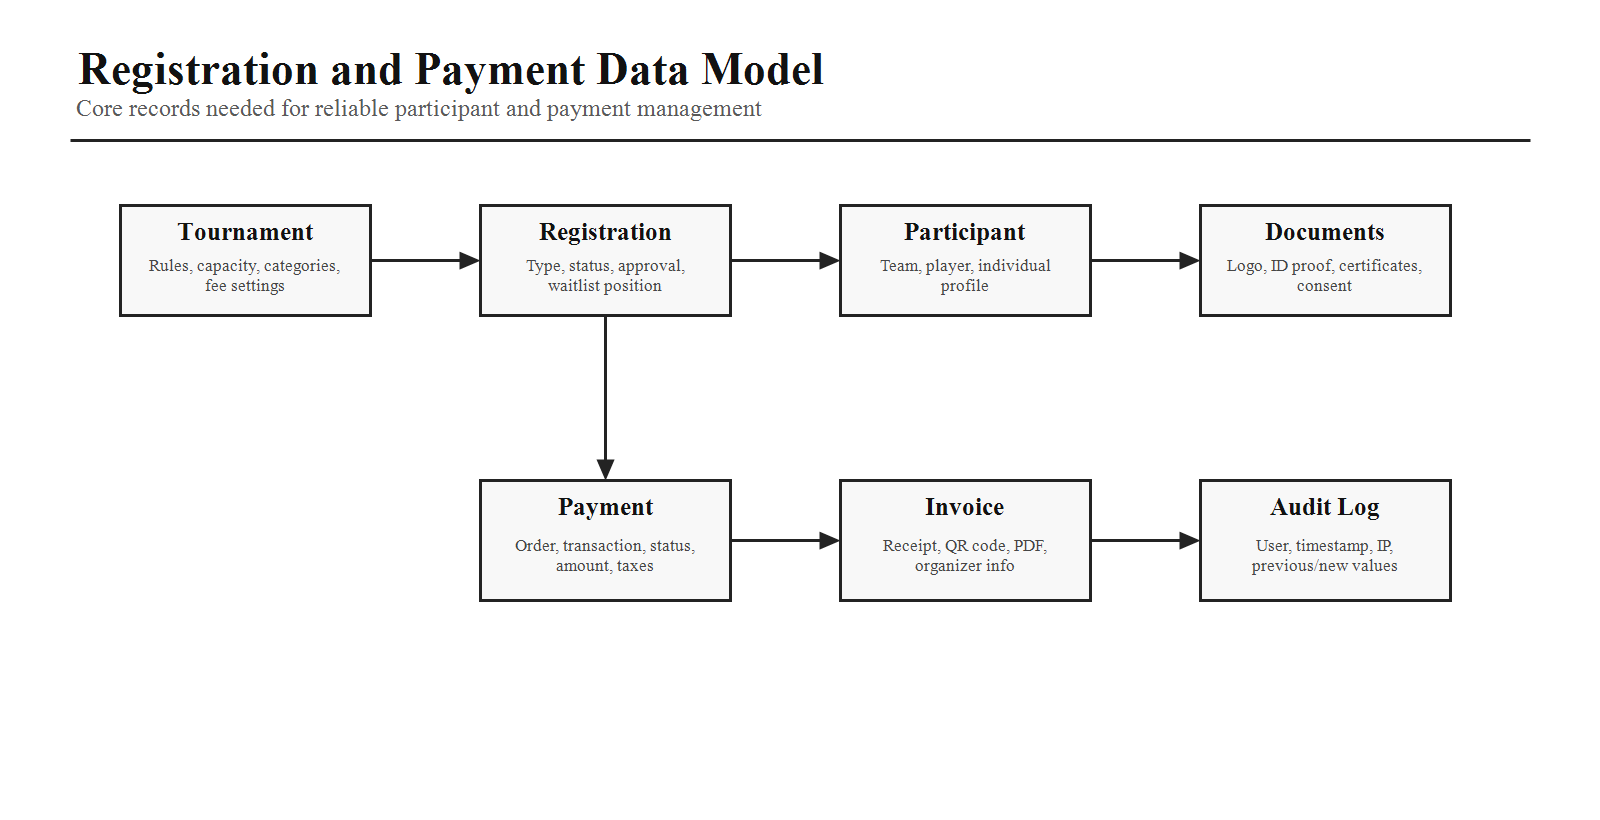 Registration and Payment Data Model
Core records needed for reliable participant and payment management
Tournament
Rules, capacity, categories,
fee settings
Registration
Type, status, approval,
waitlist position
Participant
Team, player, individual
profile
Documents
Logo, ID proof, certificates,
consent
Payment
Order, transaction, status,
amount, taxes
Invoice
Receipt, QR code, PDF,
organizer info
Audit Log
User, timestamp, IP,
previous/new values